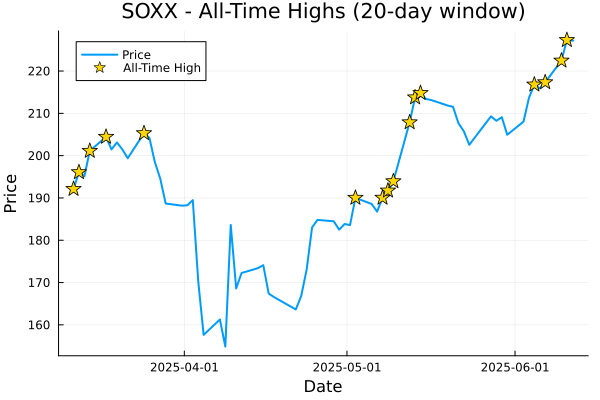 SOXX - All-Time Highs (20-day window)
Price
All-Time High
220
210
200
190
180
170
160
Price
2025-04-01
2025-05-01
2025-06-01
Date